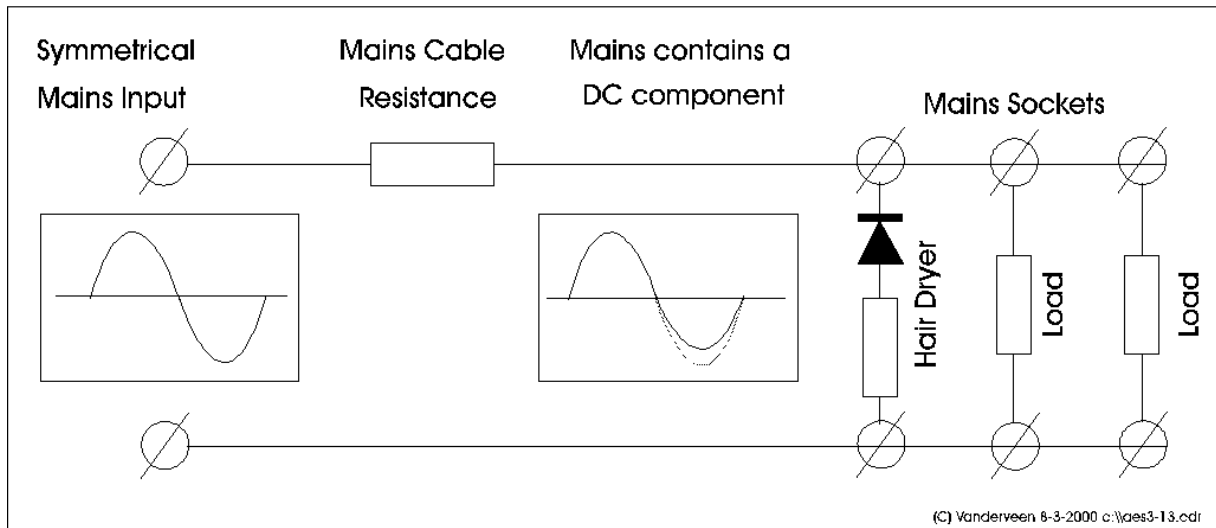 Symmetrical
Mains Input
Mains Cable
Resistance
Mains contains a
DC component
Mains Sockets
Hair Dryer
Load
Load
(C) Vanderveen 8-3-2000 c:\\aes3-13.cdr